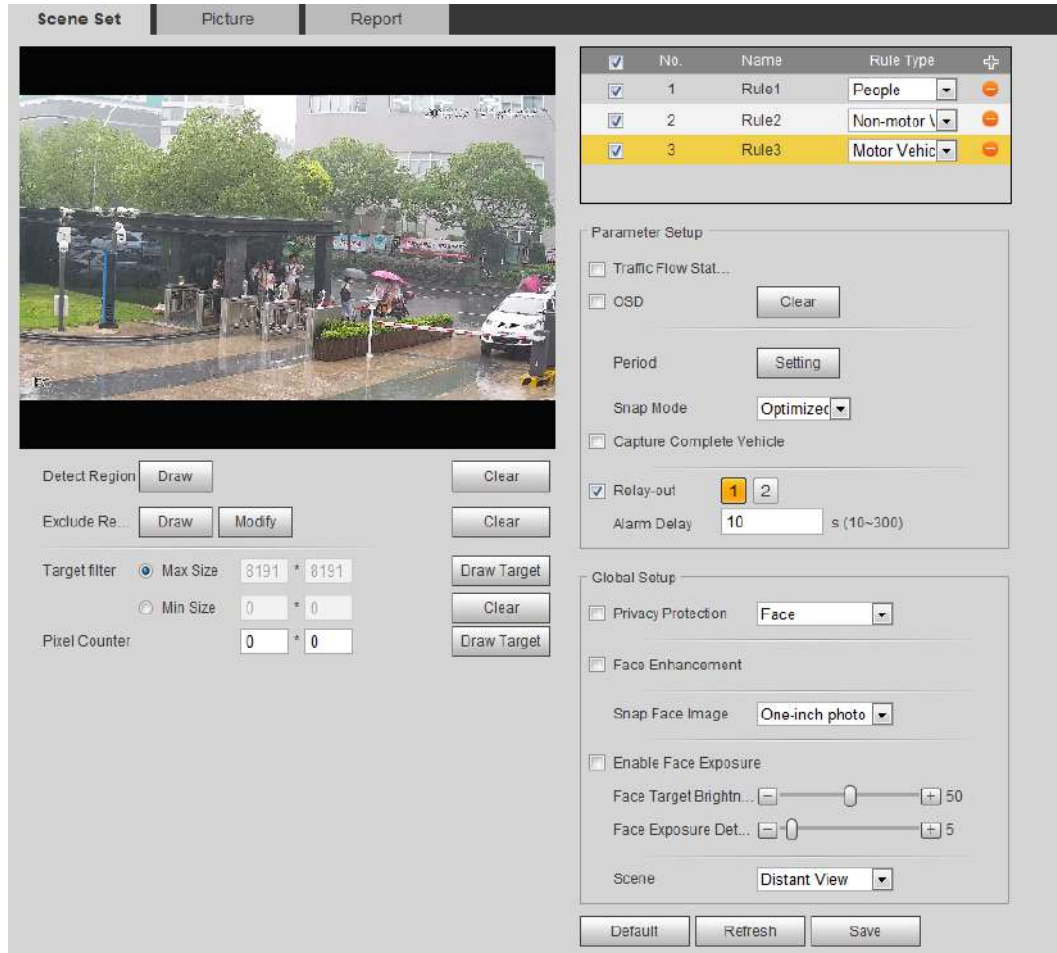 Scene Set
Picture
Report
No. Name Rule Type
1 Rule1 People
2 Rule2 Non-motor V
3 Rule3 Motor Vehic
Parameter Setup
Traffic Flow Stat...
OSD Clear
Period Setting
Snap Mode Optimized
Capture Complete Vehicle
Relay-out 1 2
Alarm Delay 10 s (10~300)
Detect Region Draw Clear
Exclude Re... Draw Modify Clear
Target filter Max Size 8191 * 8191 Draw Target
Min Size 0 * 0 Clear
Pixel Counter 0 * 0 Draw Target
Global Setup
Privacy Protection Face
Face Enhancement
Snap Face Image One-inch photo
Enable Face Exposure
Face Target Brightn... 50
Face Exposure Det... 5
Scene Distant View
Default Refresh Save